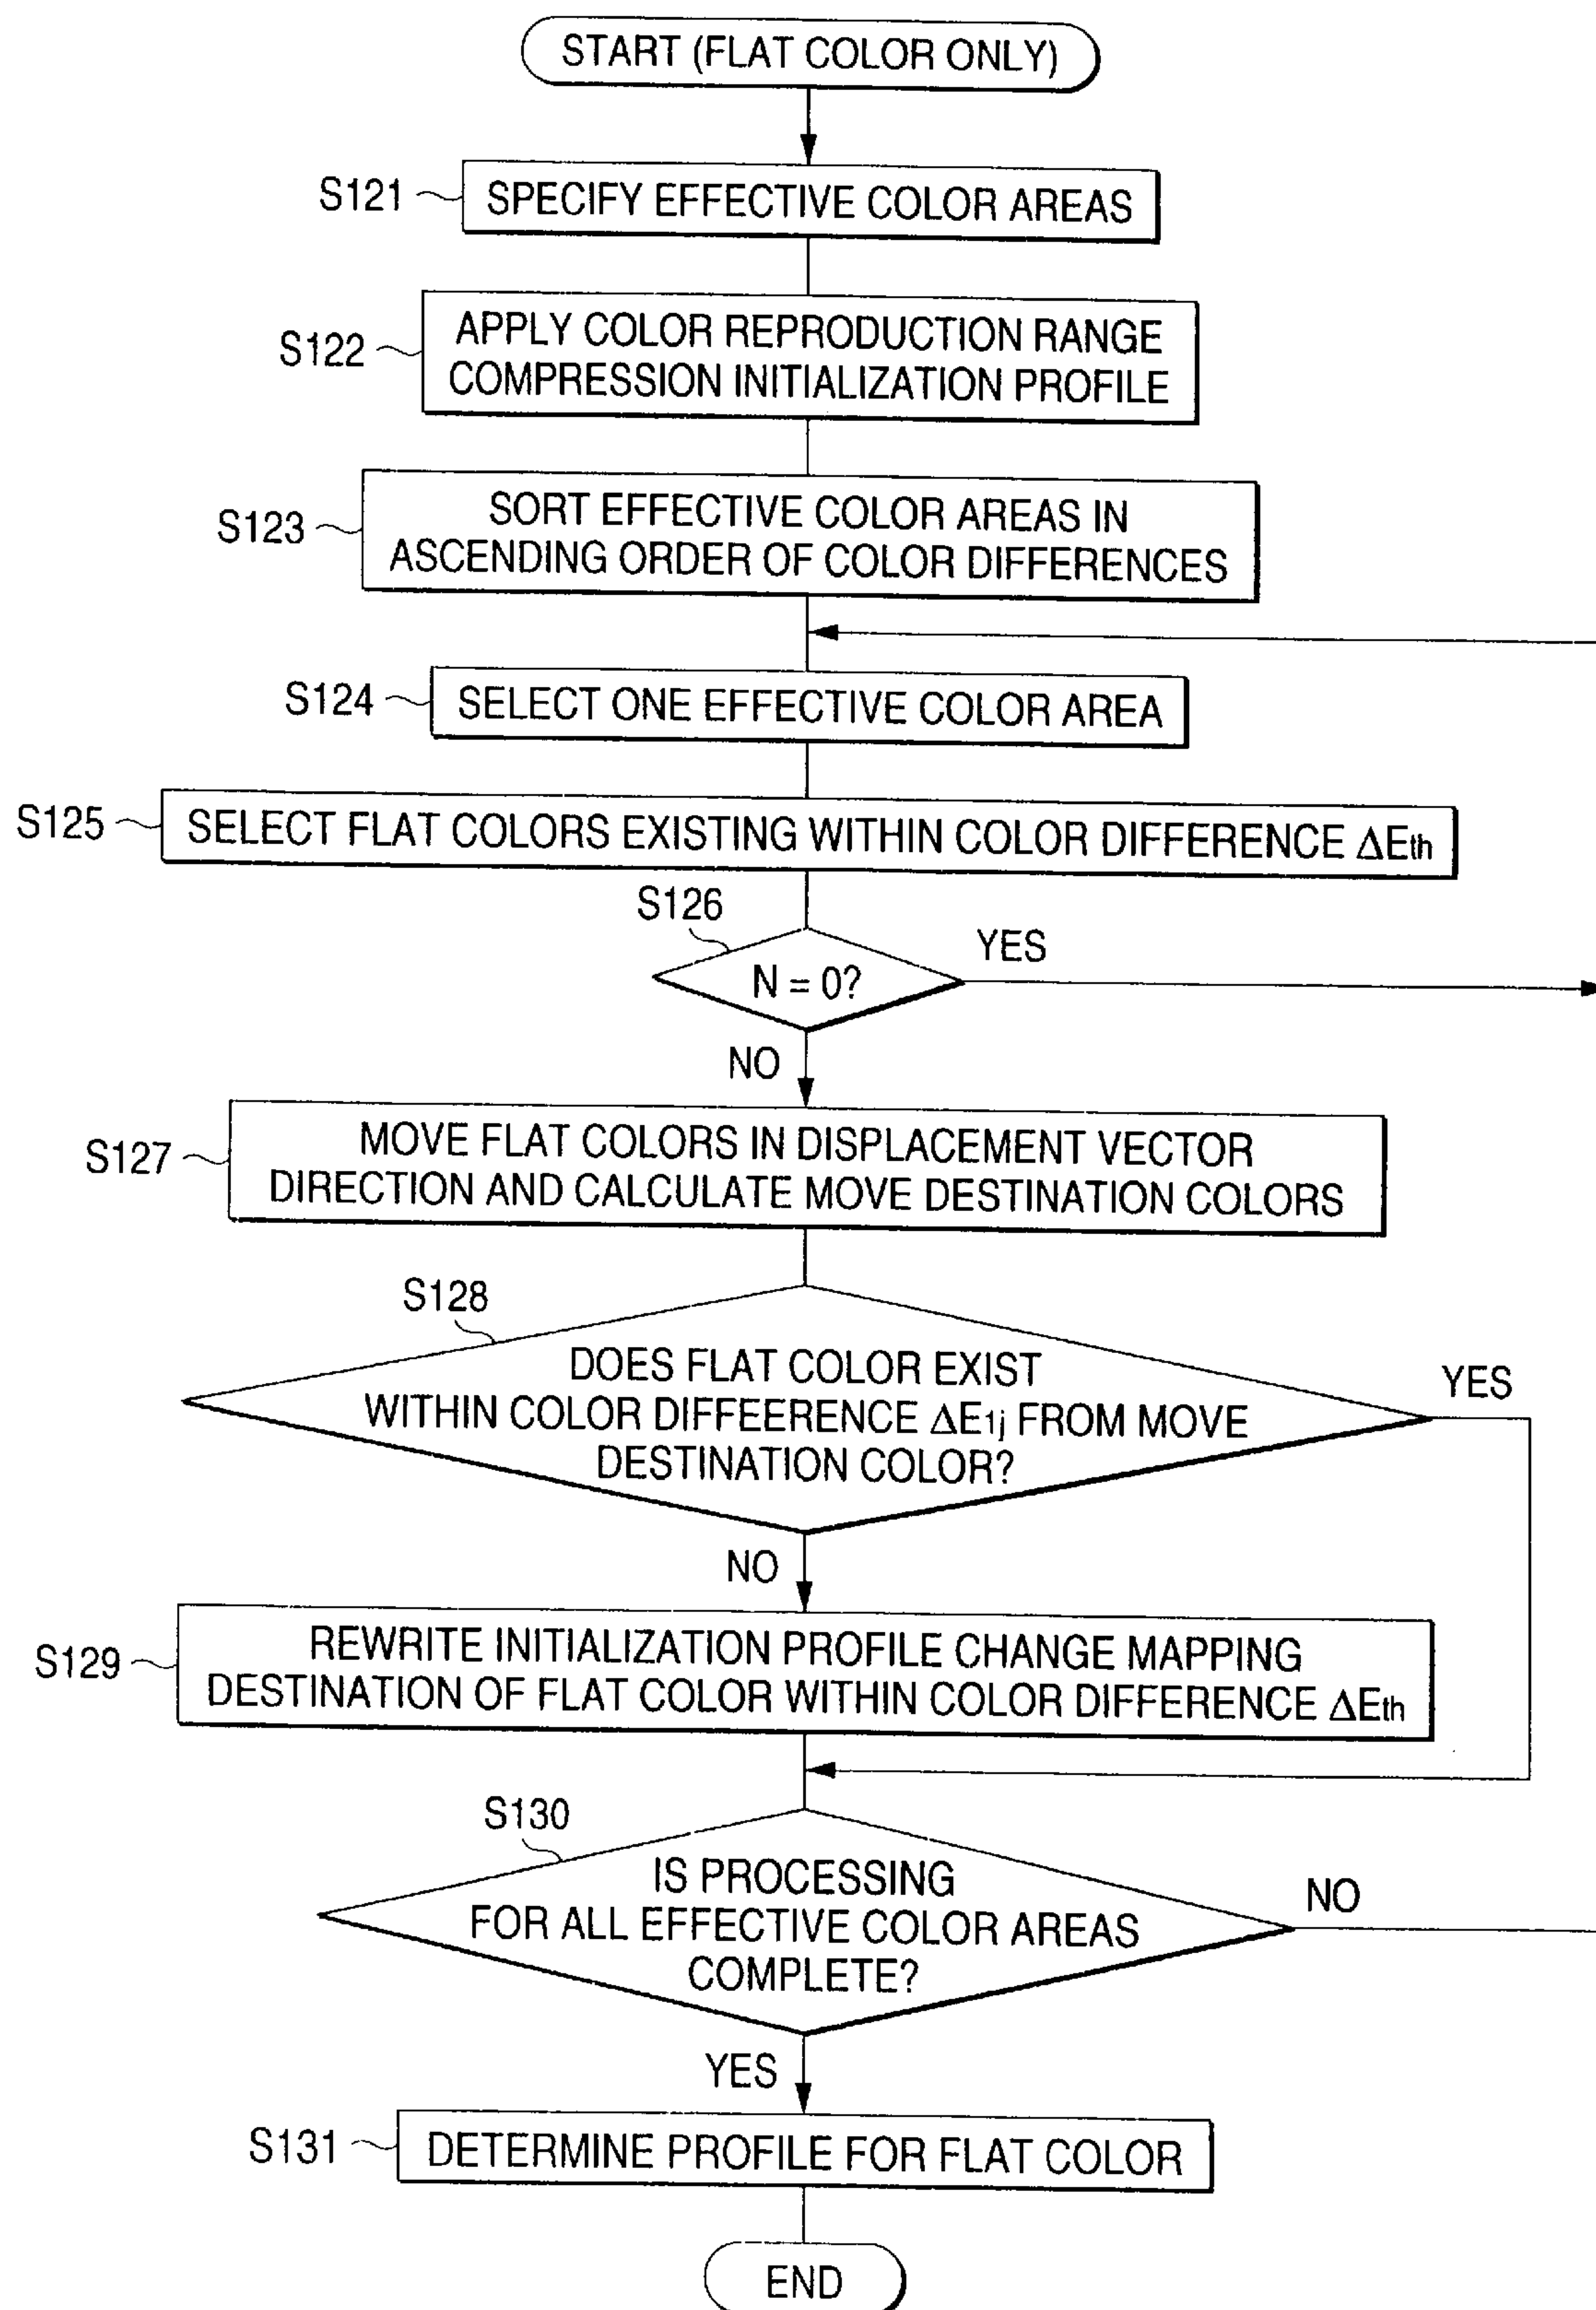 START (FLAT COLOR ONLY)
S121
SPECIFY EFFECTIVE COLOR AREAS
S122
APPLY COLOR REPRODUCTION RANGE
COMPRESSION INITIALIZATION PROFILE
S123
SORT EFFECTIVE COLOR AREAS IN
ASCENDING ORDER OF COLOR DIFFERENCES
S124
SELECT ONE EFFECTIVE COLOR AREA
S125
SELECT FLAT COLORS EXISTING WITHIN COLOR DIFFERENCE ΔEth
S126
N = 0?
YES
NO
S127
MOVE FLAT COLORS IN DISPLACEMENT VECTOR
DIRECTION AND CALCULATE MOVE DESTINATION COLORS
S128
DOES FLAT COLOR EXIST
WITHIN COLOR DIFFEERENCE ΔE1j FROM MOVE
DESTINATION COLOR?
YES
NO
S129
REWRITE INITIALIZATION PROFILE CHANGE MAPPING
DESTINATION OF FLAT COLOR WITHIN COLOR DIFFERENCE ΔEth
S130
IS PROCESSING
FOR ALL EFFECTIVE COLOR AREAS
COMPLETE?
NO
YES
S131
DETERMINE PROFILE FOR FLAT COLOR
END